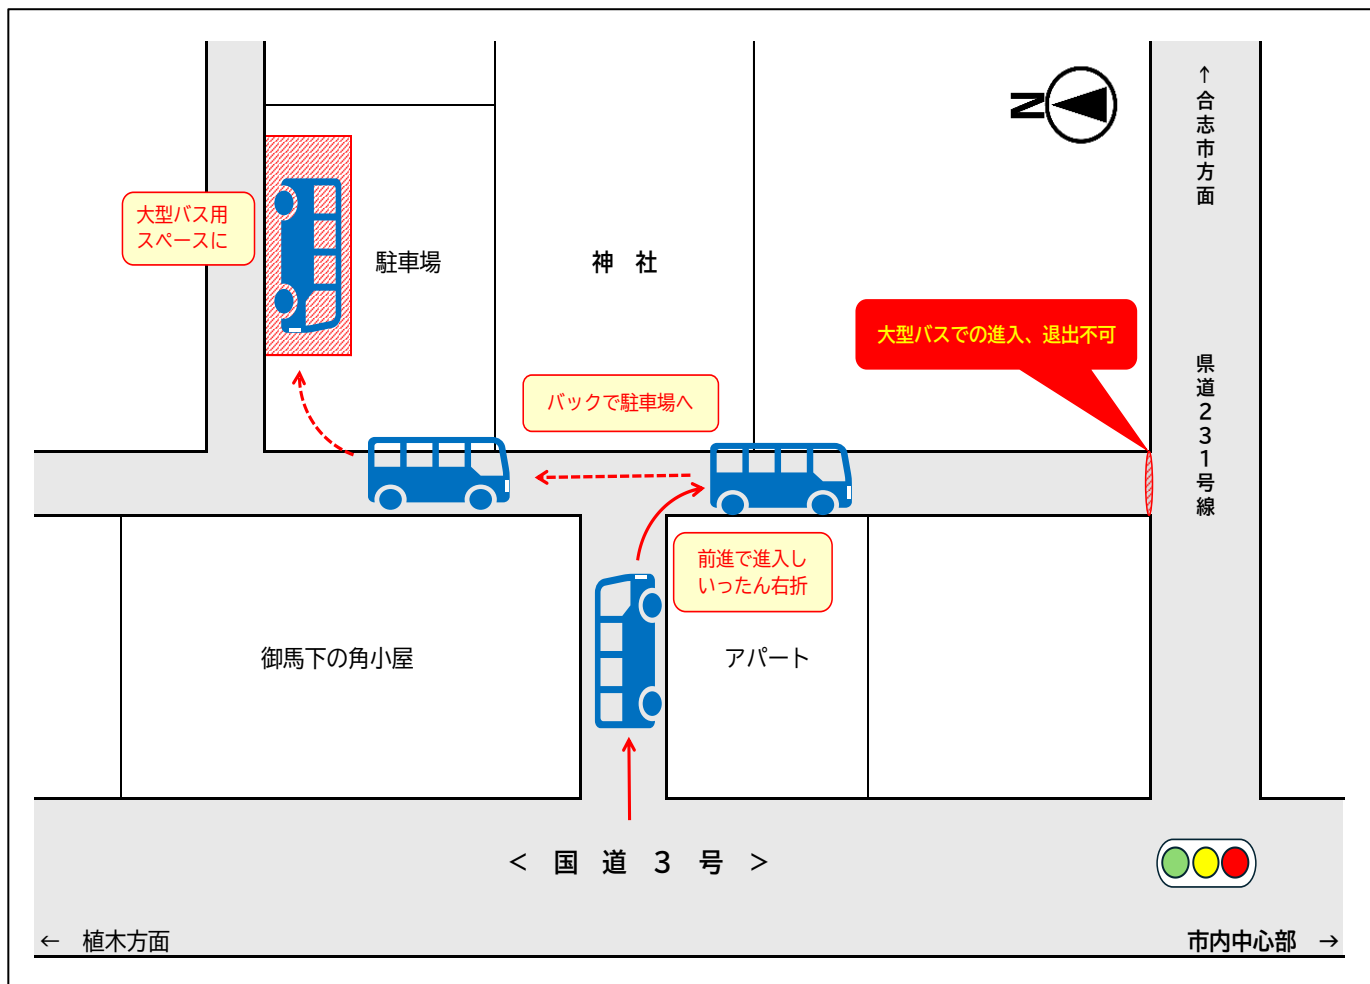 N
↑合志市方面
大型バス用
スペースに
駐車場
神　社
大型バスでの進入、退出不可
県道２３１号線
バックで駐車場へ
前進で進入し
いったん右折
御馬下の角小屋
アパート
＜　国　道　３　号　＞
←　植木方面
市内中心部　→